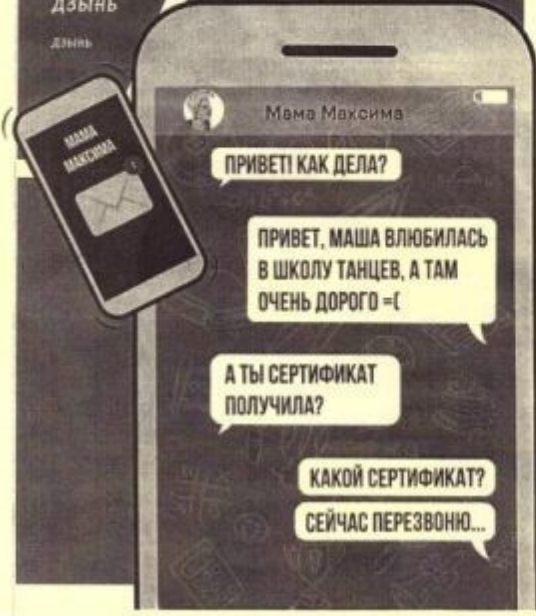 ДЗЫНЬ
ДЗЫНЬ
МАМА
МАКСИМА
Мама Максима
ПРИВЕТ! КАК ДЕЛА?
ПРИВЕТ, МАША ВЛЮБИЛАСЬ
В ШКОЛУ ТАНЦЕВ, А ТАМ
ОЧЕНЬ ДОРОГО =(
А ТЫ СЕРТИФИКАТ
ПОЛУЧИЛА?
КАКОЙ СЕРТИФИКАТ?
СЕЙЧАС ПЕРЕЗВОНЮ...